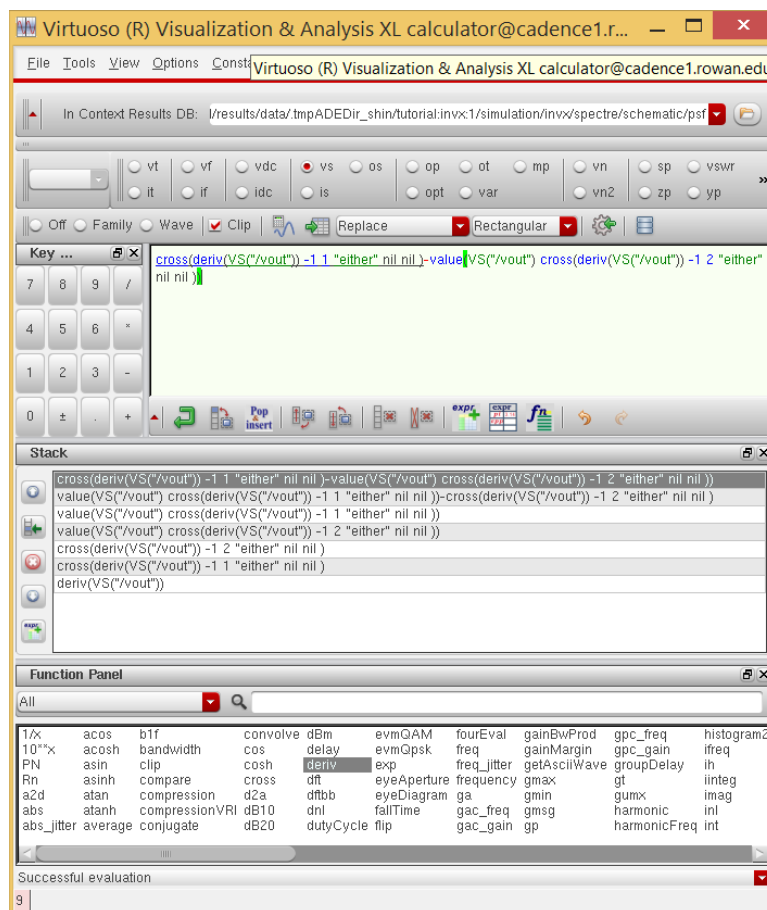 Virtuoso (R) Visualization & Analysis XL calculator@cadence1.r...
File Tools View Options Consta
Virtuoso (R) Visualization & Analysis XL calculator@cadence1.rowan.edu
In Context Results DB: l/results/data/.tmpADEDir_shin/tutorial:invx:1/simulation/invx/spectre/schematic/psf
vt vf vdc vs os op ot mp vn sp vswr
it if idc is opt var vn2 zp yp
»
Off Family Wave Clip Replace Rectangular
Key ...
7 8 9 /
4 5 6 *
1 2 3 -
0 ± . +
cross(deriv(VS("/vout")) -1 1 "either" nil nil )-value(VS("/vout") cross(deriv(VS("/vout")) -1 2 "either"
nil nil ))
Pop
insert
expr
expr
fn
Stack
cross(deriv(VS("/vout")) -1 1 "either" nil nil )-value(VS("/vout") cross(deriv(VS("/vout")) -1 2 "either" nil nil ))
value(VS("/vout") cross(deriv(VS("/vout")) -1 1 "either" nil nil ))-cross(deriv(VS("/vout")) -1 2 "either" nil nil )
value(VS("/vout") cross(deriv(VS("/vout")) -1 1 "either" nil nil ))
value(VS("/vout") cross(deriv(VS("/vout")) -1 2 "either" nil nil ))
cross(deriv(VS("/vout")) -1 2 "either" nil nil )
cross(deriv(VS("/vout")) -1 1 "either" nil nil )
deriv(VS("/vout"))
expr
Function Panel
All
1/x acos b1f convolve dBm evmQAM fourEval gainBwProd gpc_freq histogram2
10**x acosh bandwidth cos delay evmQpsk freq gainMargin gpc_gain ifreq
PN asin clip cosh deriv exp freq_jitter getAsciiWave groupDelay ih
Rn asinh compare cross dft eyeAperture frequency gmax gt iinteg
a2d atan compression d2a dftbb eyeDiagram ga gmin gumx imag
abs atanh compressionVRI dB10 dnl fallTime gac_freq gmsg harmonic inl
abs_jitter average conjugate dB20 dutyCycle flip gac_gain gp harmonicFreq int
Successful evaluation
9